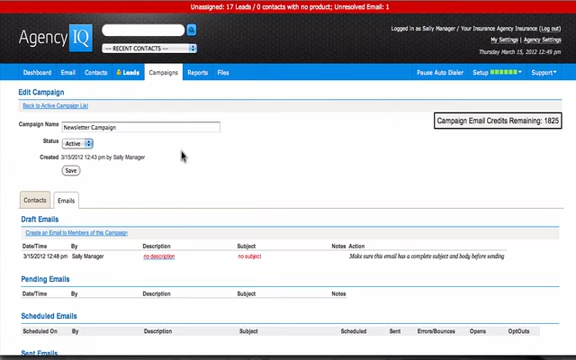 Unassigned: 17 Leads / 0 contacts with no product; Unresolved Email: 1
Agency IQ
-- RECENT CONTACTS --
Logged in as Sally Manager / Your Insurance Agency Insurance (Log out)
My Settings | Agency Settings
Thursday March 15, 2012 12:49 pm
Dashboard Email Contacts Leads Campaigns Reports Files Pause Auto Dialer Setup Support
Edit Campaign
Back to Active Campaign List
Campaign Name Newsletter Campaign
Campaign Email Credits Remaining: 1825
Status Active
Created 3/15/2012 12:43 pm by Sally Manager
Save
Contacts Emails
Draft Emails
Create an Email to Members of this Campaign
Date/Time By Description Subject Notes Action
3/15/2012 12:48 pm Sally Manager no description no subject Make sure this email has a complete subject and body before sending
Pending Emails
Date/Time By Description Subject Notes
Scheduled Emails
Scheduled On By Description Subject Scheduled Sent Errors/Bounces Opens OptOuts
Sent Emails